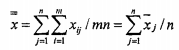 x̿ = ∑_{j=1}^{n} ∑_{i=1}^{m} x_{ij} / mn = ∑_{j=1}^{n} x̄_j / n